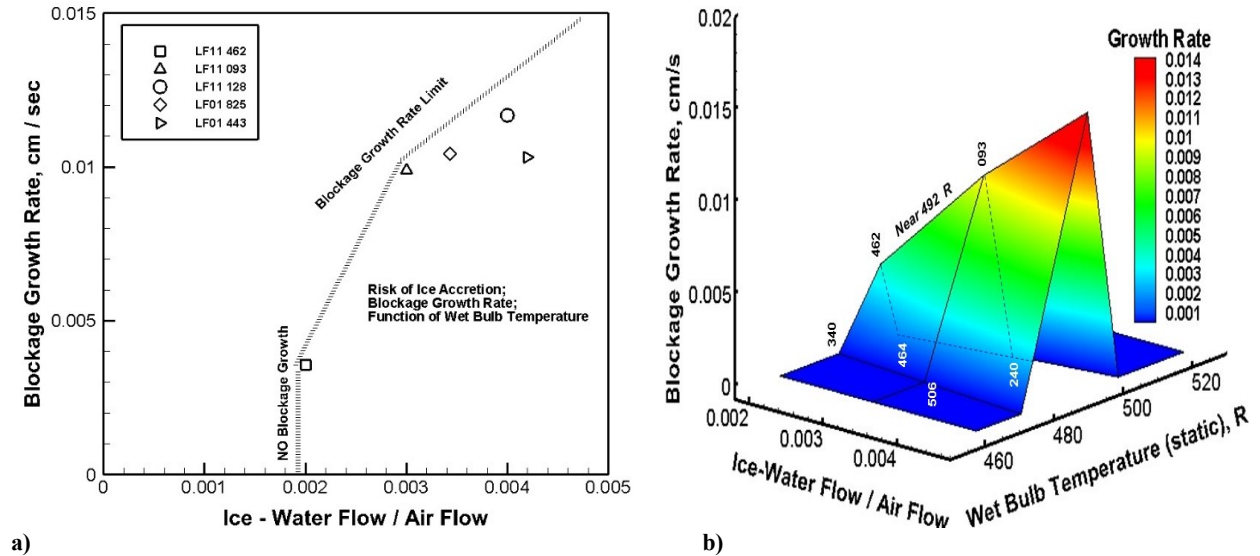 0.015
0.010
0.005
0
Blockage Growth Rate, cm / sec
LF11 462
LF11 093
LF11 128
LF01 825
LF01 443
Blockage Growth Rate Limit
NO Blockage Growth
Risk of Ice Accretion;
Blockage Growth Rate;
Function of Wet Bulb Temperature
0 0.001 0.002 0.003 0.004 0.005
Ice - Water Flow / Air Flow
a)
0.02
0.015
0.01
0.005
0
Blockage Growth Rate, cm/s
Growth Rate
0.014
0.013
0.012
0.011
0.01
0.009
0.008
0.007
0.006
0.005
0.004
0.003
0.002
0.001
093
Near 492 R
462
340
464
240
506
0.002
0.003
0.004
Ice-Water Flow / Air Flow
460
480
500
520
Wet Bulb Temperature (static), R
b)